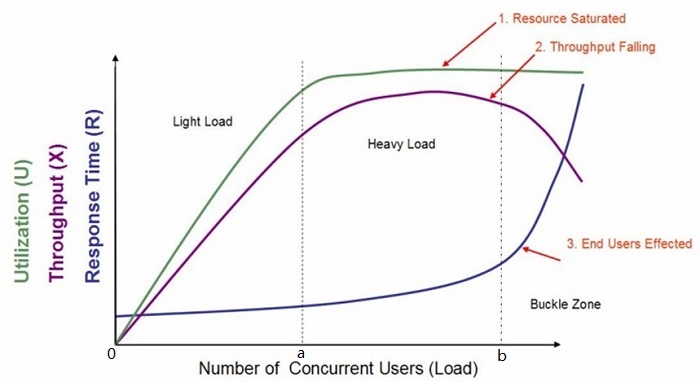 1. Resource Saturated
2. Throughput Falling
Light Load
Heavy Load
Utilization (U)
Throughput (X)
Response Time (R)
3. End Users Effected
Buckle Zone
0
a
b
Number of Concurrent Users (Load)